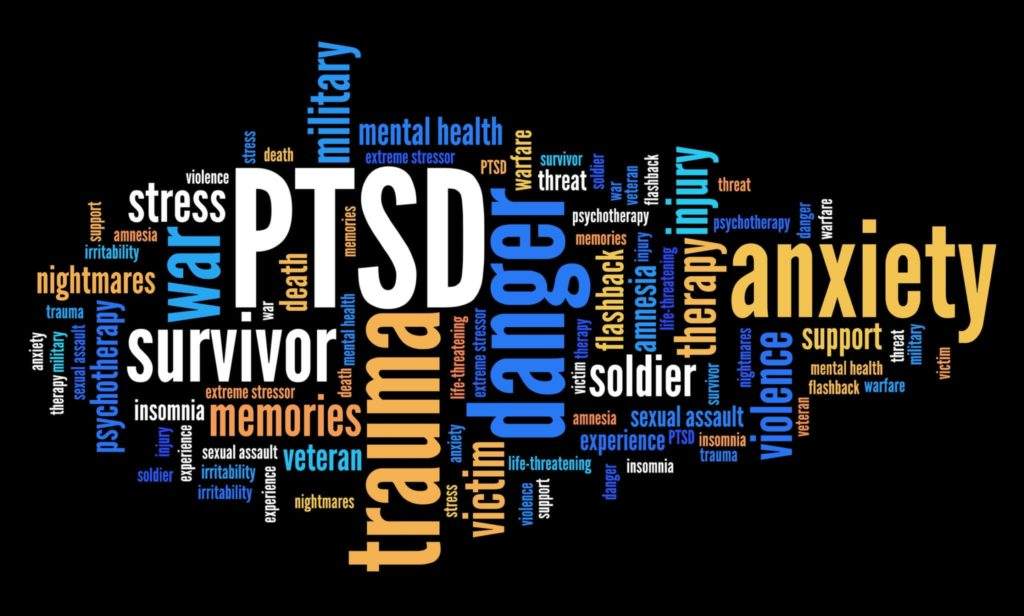 military
mental health
stress
death
extreme stressor
PTSD
warfare
survivor
threat
soldier
war
veteran
flashback
injury
threat
violence
stress
PTSD
memories
danger
psychotherapy
memories
injury
psychotherapy
danger
warfare
support
amnesia
irritability
nightmares
war
death
war
anxiety
flashback
amnesia
life-threatening
therapy
trauma
anxiety
military
therapy
sexual assault
psychotherapy
survivor
mental health
death
trauma
life-threatening
extreme stressor
therapy
victim
soldier
survivor
nightmares
violence
support
threat
military
victim
mental health
flashback
warfare
veteran
extreme stressor
insomnia
memories
amnesia
sexual assault
experience
PTSD
insomnia
trauma
injury
experience
sexual assault
veteran
anxiety
victim
life-threatening
insomnia
danger
soldier
irritability
irritability
experience
nightmares
stress
violence
support